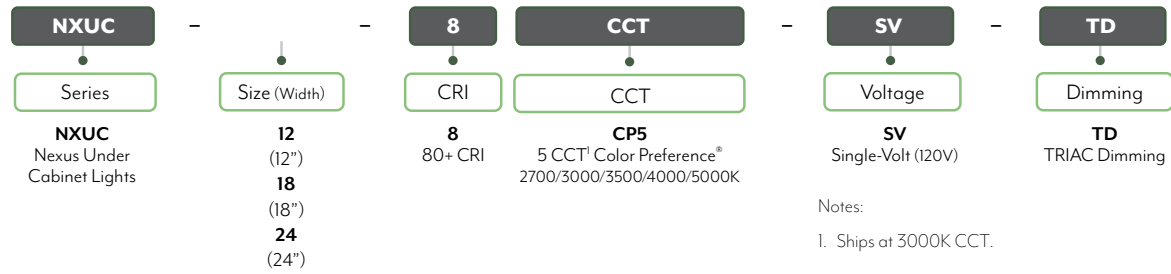 NXUC – – 8 CCT – SV – TD
Series Size (Width) CRI CCT Voltage Dimming
NXUC 12 8 CP5 SV TD
Nexus Under (12”) 80+ CRI 5 CCT¹ Color Preference® Single-Volt (120V) TRIAC Dimming
Cabinet Lights 18 2700/3000/3500/4000/5000K
(18”) Notes:
24 1. Ships at 3000K CCT.
(24”)